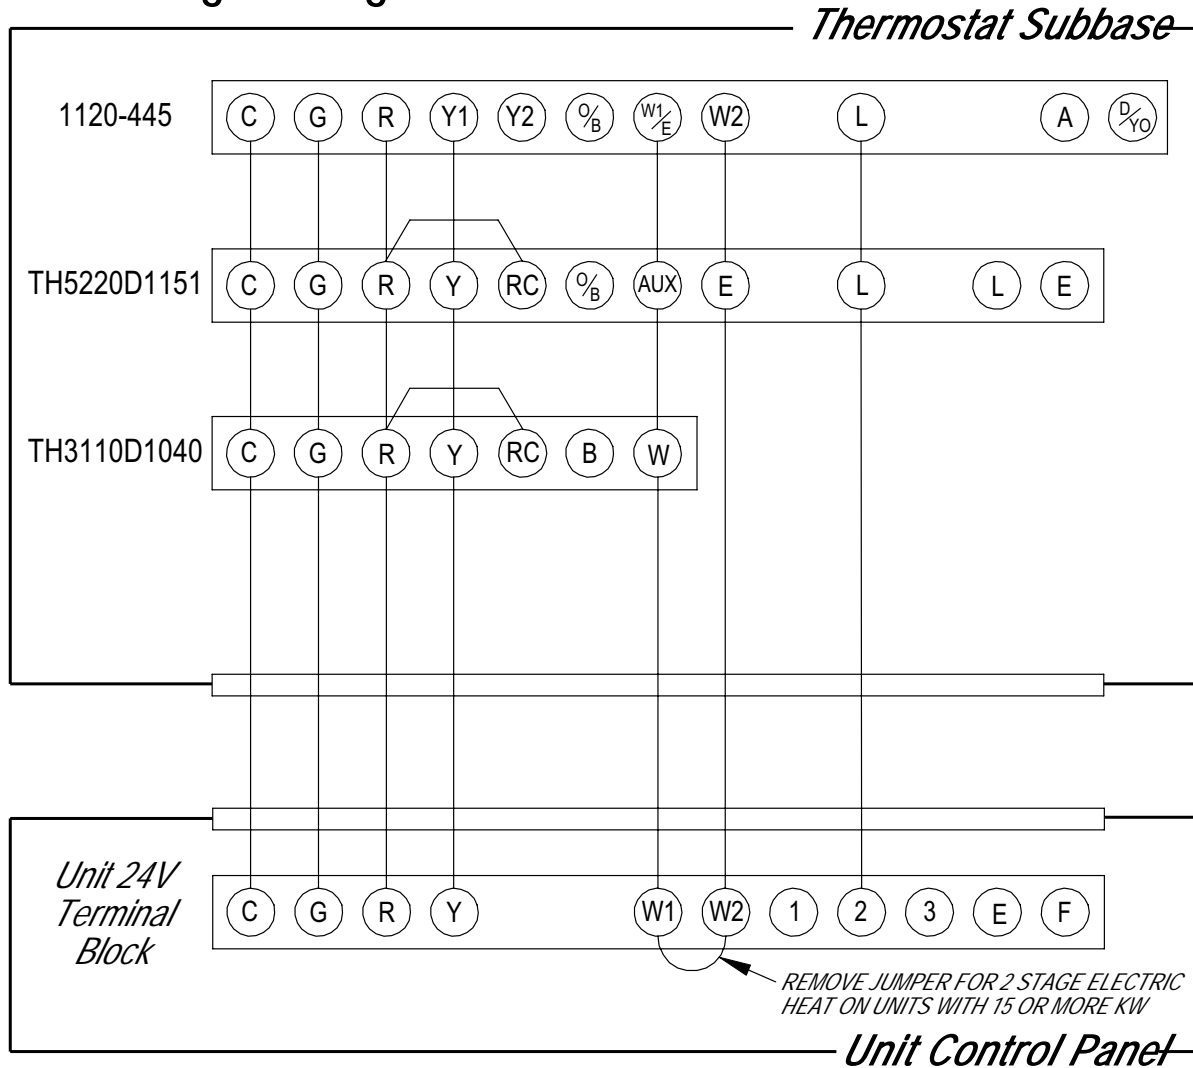 Thermostat Subbase
1120-445 C G R Y1 Y2 O/B W1/E W2 L A D/YO
TH5220D1151 C G R Y RC O/B AUX E L L E
TH3110D1040 C G R Y RC B W
Unit 24V
Terminal
Block
C G R Y W1 W2 1 2 3 E F
REMOVE JUMPER FOR 2 STAGE ELECTRIC
HEAT ON UNITS WITH 15 OR MORE KW
Unit Control Panel